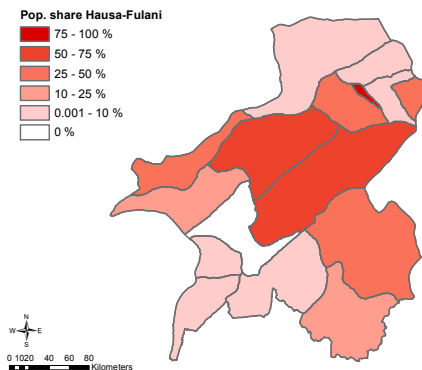 Pop. share Hausa-Fulani
75 - 100 %
50 - 75 %
25 - 50 %
10 - 25 %
0.001 - 10 %
0 %
N
W E
S
0 1020 40 60 80
Kilometers